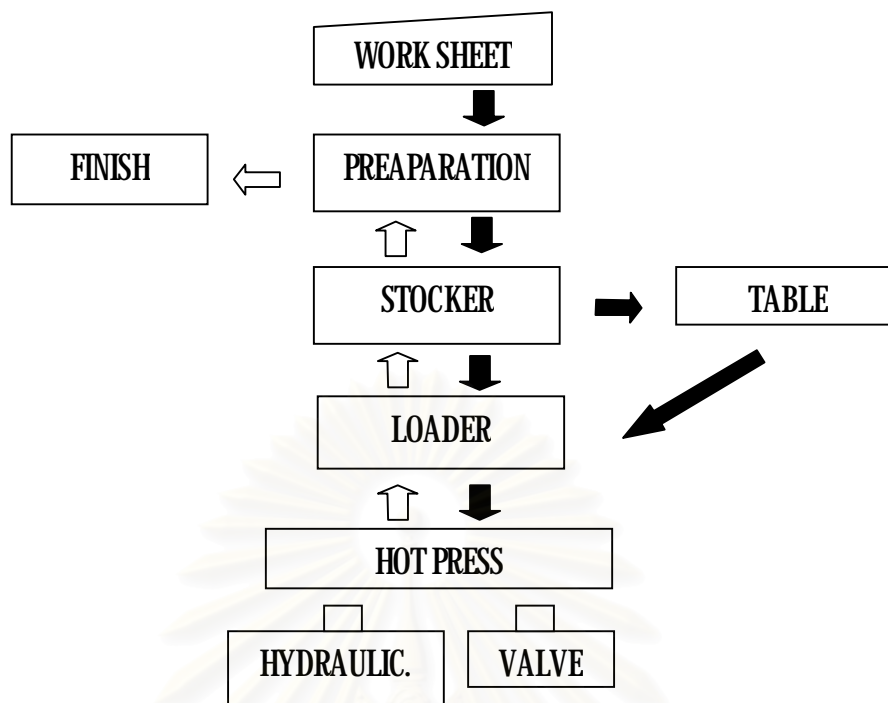 WORK SHEET
FINISH
PREAPARATION
STOCKER
TABLE
LOADER
HOT PRESS
HYDRAULIC.
VALVE